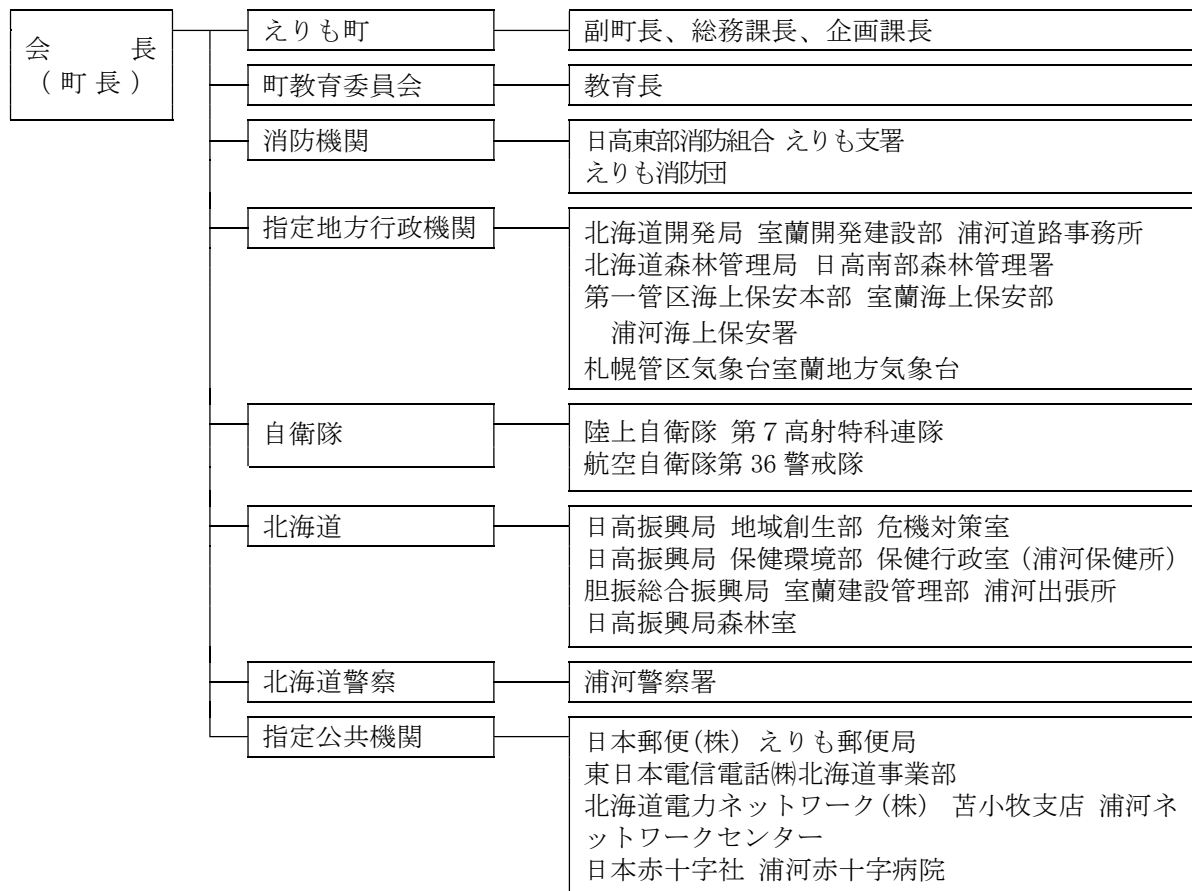 会　　　長
（町長）
えりも町
副町長、総務課長、企画課長
町教育委員会
教育長
消防機関
日高東部消防組合 えりも支署
えりも消防団
指定地方行政機関
北海道開発局 室蘭開発建設部 浦河道路事務所
北海道森林管理局 日高南部森林管理署
第一管区海上保安本部 室蘭海上保安部
浦河海上保安署
札幌管区気象台室蘭地方気象台
自衛隊
陸上自衛隊 第７高射特科連隊
航空自衛隊第 36 警戒隊
北海道
日高振興局 地域創生部 危機対策室
日高振興局 保健環境部 保健行政室（浦河保健所）
胆振総合振興局 室蘭建設管理部 浦河出張所
日高振興局森林室
北海道警察
浦河警察署
指定公共機関
日本郵便(株) えりも郵便局
東日本電信電話㈱北海道事業部
北海道電力ネットワーク(株) 苫小牧支店 浦河ネ
ットワークセンター
日本赤十字社 浦河赤十字病院